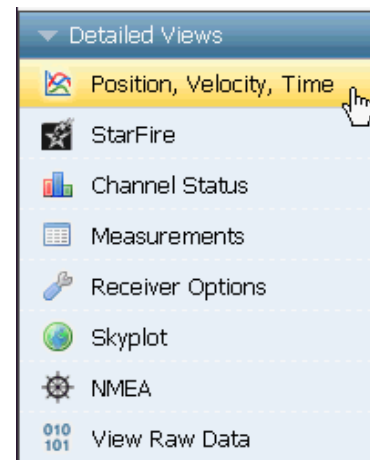 Detailed Views
Position, Velocity, Time
StarFire
Channel Status
Measurements
Receiver Options
Skyplot
NMEA
010
101
View Raw Data